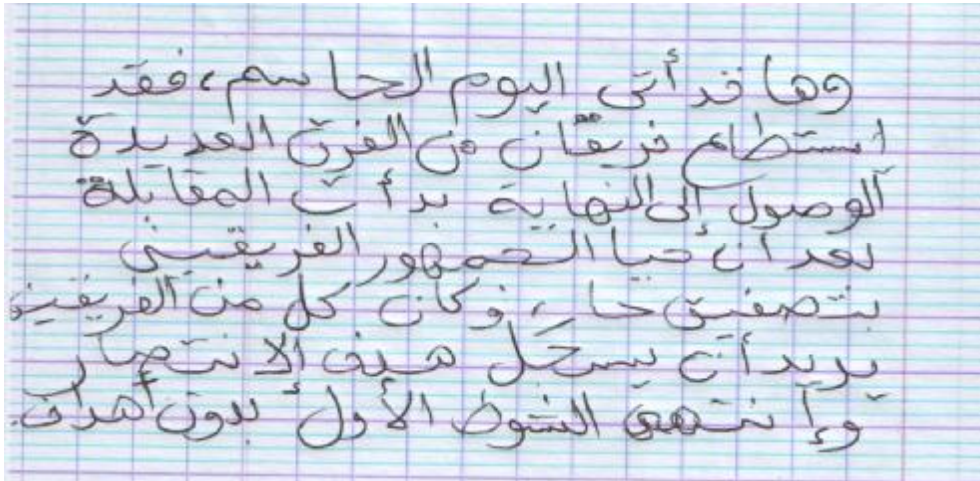 وها قد أتى اليوم الحاسم، فقد
استطاع فريقان من الفرق العديدة
الوصول إلى النهاية بدأت المقابلة
بعد أن حيا الجمهور الفريقين
بتصفيق حار، وكان كل من الفريقين
يريد أن يسجل هدف الانتصار
وإنتهى الشوط الأول بدون أهداف.